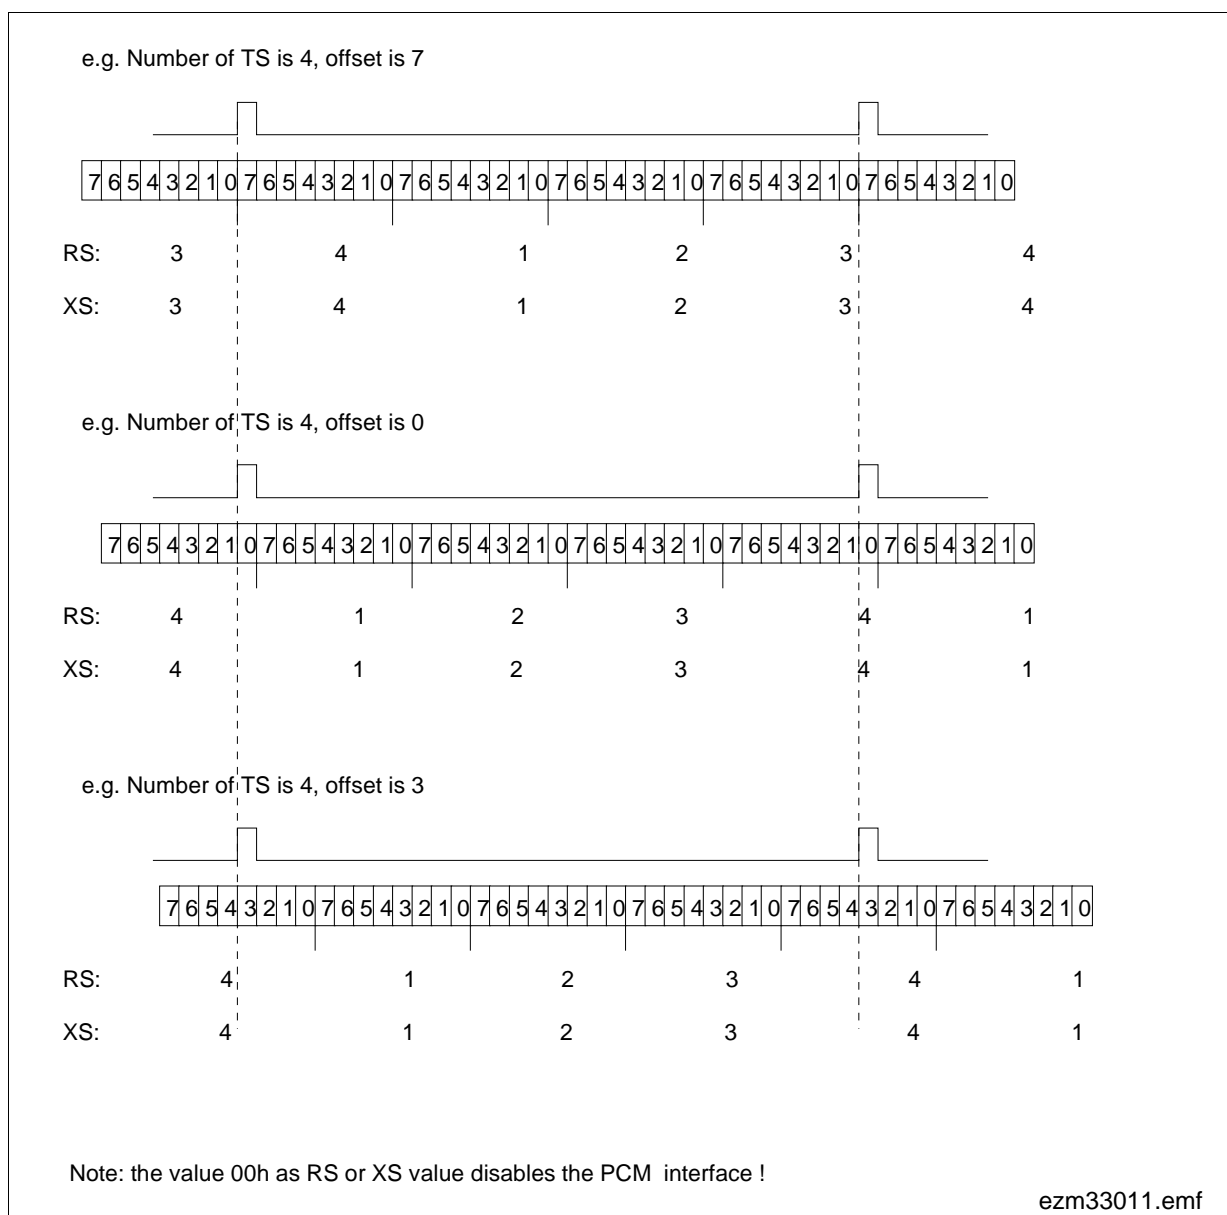 e.g. Number of TS is 4, offset is 7
7 6 5 4 3 2 1 0 7 6 5 4 3 2 1 0 7 6 5 4 3 2 1 0 7 6 5 4 3 2 1 0 7 6 5 4 3 2 1 0 7 6 5 4 3 2 1 0
RS: 3 4 1 2 3 4
XS: 3 4 1 2 3 4
e.g. Number of TS is 4, offset is 0
7 6 5 4 3 2 1 0 7 6 5 4 3 2 1 0 7 6 5 4 3 2 1 0 7 6 5 4 3 2 1 0 7 6 5 4 3 2 1 0 7 6 5 4 3 2 1 0
RS: 4 1 2 3 4 1
XS: 4 1 2 3 4 1
e.g. Number of TS is 4, offset is 3
7 6 5 4 3 2 1 0 7 6 5 4 3 2 1 0 7 6 5 4 3 2 1 0 7 6 5 4 3 2 1 0 7 6 5 4 3 2 1 0 7 6 5 4 3 2 1 0
RS: 4 1 2 3 4 1
XS: 4 1 2 3 4 1
Note: the value 00h as RS or XS value disables the PCM interface !
ezm33011.emf